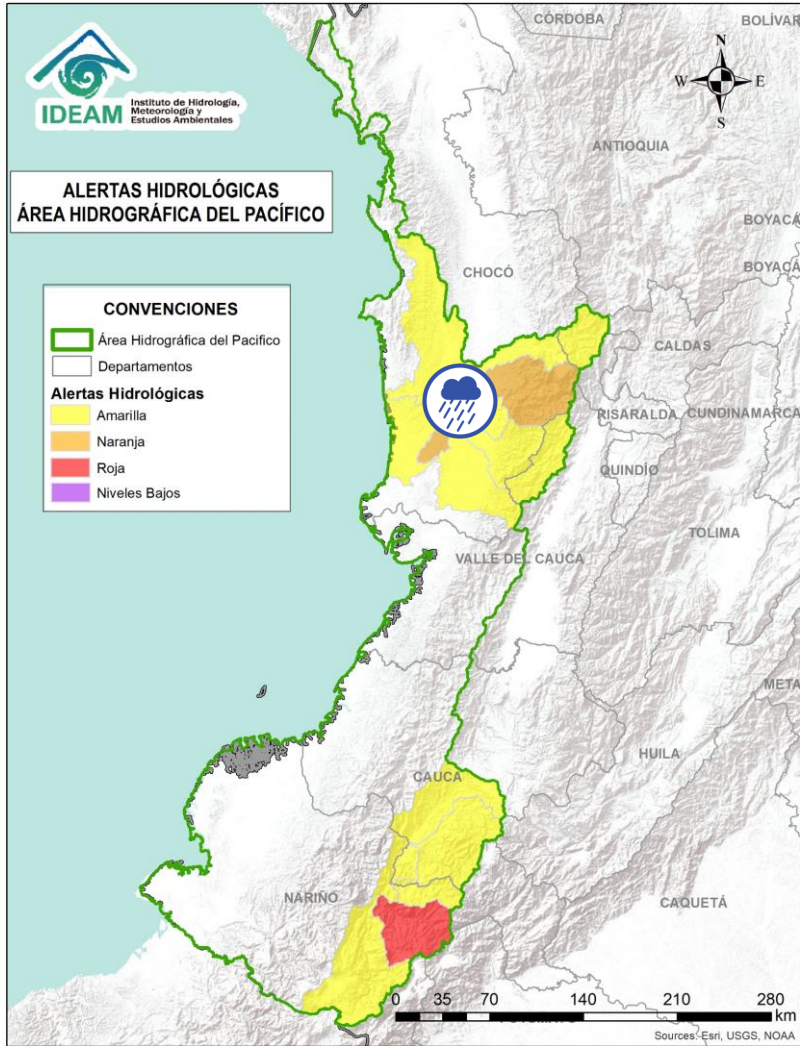 IDEAM
Instituto de Hidrología,
Meteorología y
Estudios Ambientales
ALERTAS HIDROLÓGICAS
ÁREA HIDROGRÁFICA DEL PACÍFICO
CONVENCIONES
Área Hidrográfica del Pacífico
Departamentos
Alertas Hidrológicas
Amarilla
Naranja
Roja
Niveles Bajos
N
W
E
S
CÓRDOBA
BOLÍVAR
ANTIOQUIA
BOYACÁ
CHOCÓ
BOYACÁ
CALDAS
RISARALDA
CUNDINAMARCA
QUINDÍO
TOLIMA
VALLE DEL CAUCA
META
HUILA
CAUCA
NARIÑO
CAQUETÁ
0 35 70 140 210 280
km
Sources: Esri, USGS, NOAA